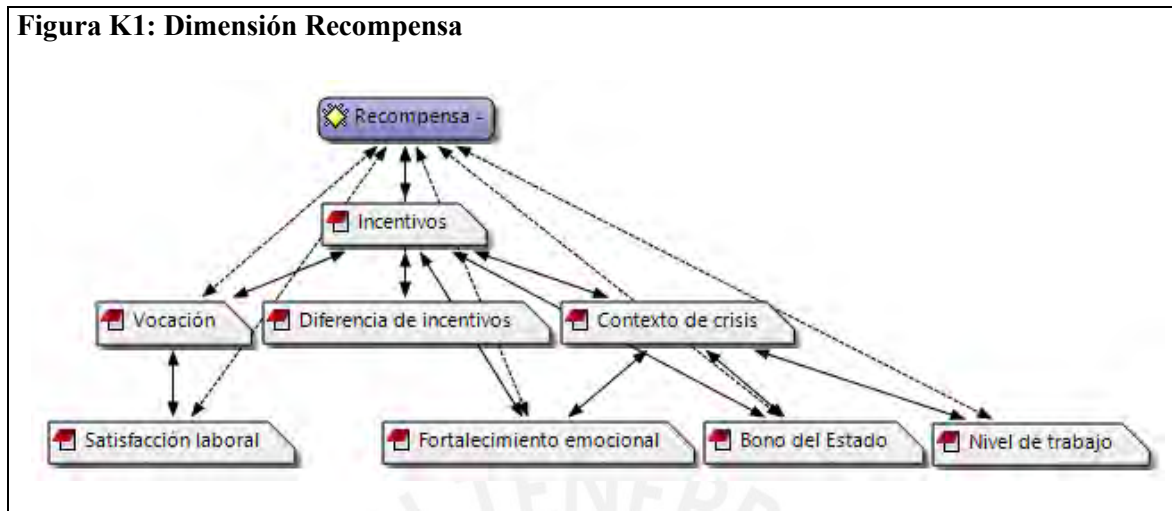 Figura K1: Dimensión Recompensa
Recompensa -
Incentivos
Vocación
Diferencia de incentivos
Contexto de crisis
Satisfacción laboral
Fortalecimiento emocional
Bono del Estado
Nivel de trabajo
TENEBR